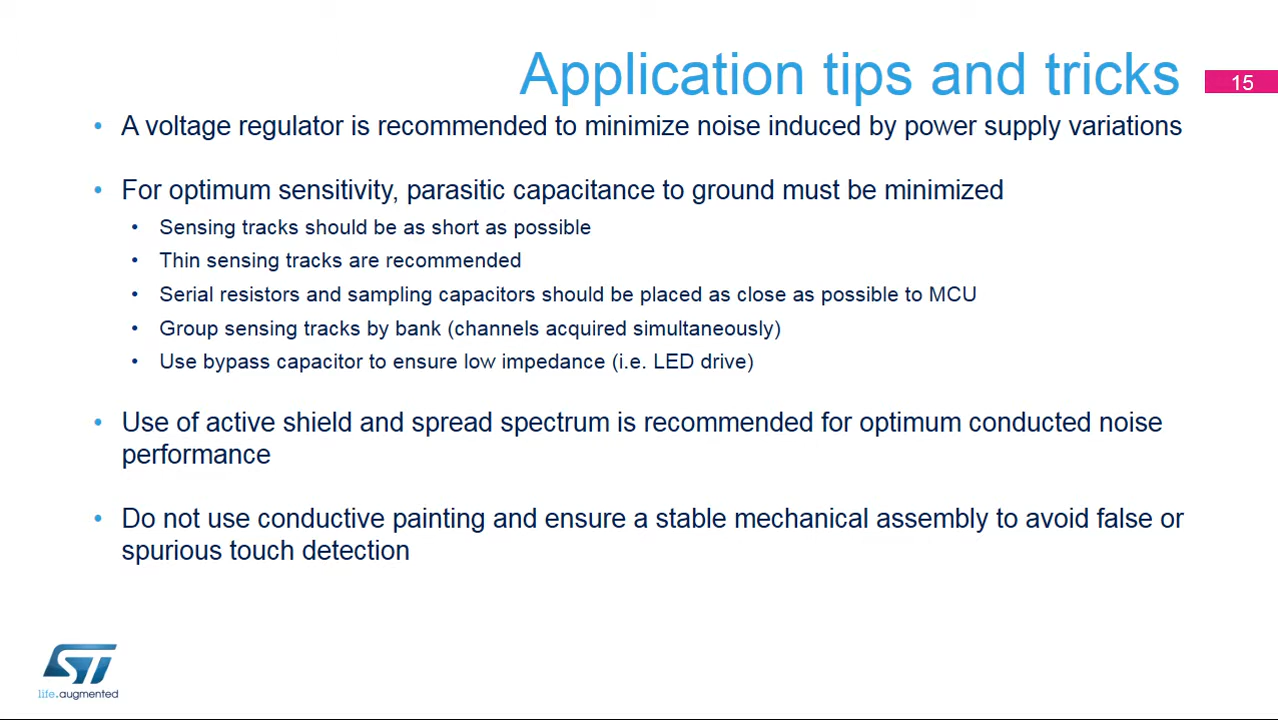 Application tips and tricks
15
• A voltage regulator is recommended to minimize noise induced by power supply variations
• For optimum sensitivity, parasitic capacitance to ground must be minimized
• Sensing tracks should be as short as possible
• Thin sensing tracks are recommended
• Serial resistors and sampling capacitors should be placed as close as possible to MCU
• Group sensing tracks by bank (channels acquired simultaneously)
• Use bypass capacitor to ensure low impedance (i.e. LED drive)
• Use of active shield and spread spectrum is recommended for optimum conducted noise
performance
• Do not use conductive painting and ensure a stable mechanical assembly to avoid false or
spurious touch detection
ST
life.augmented